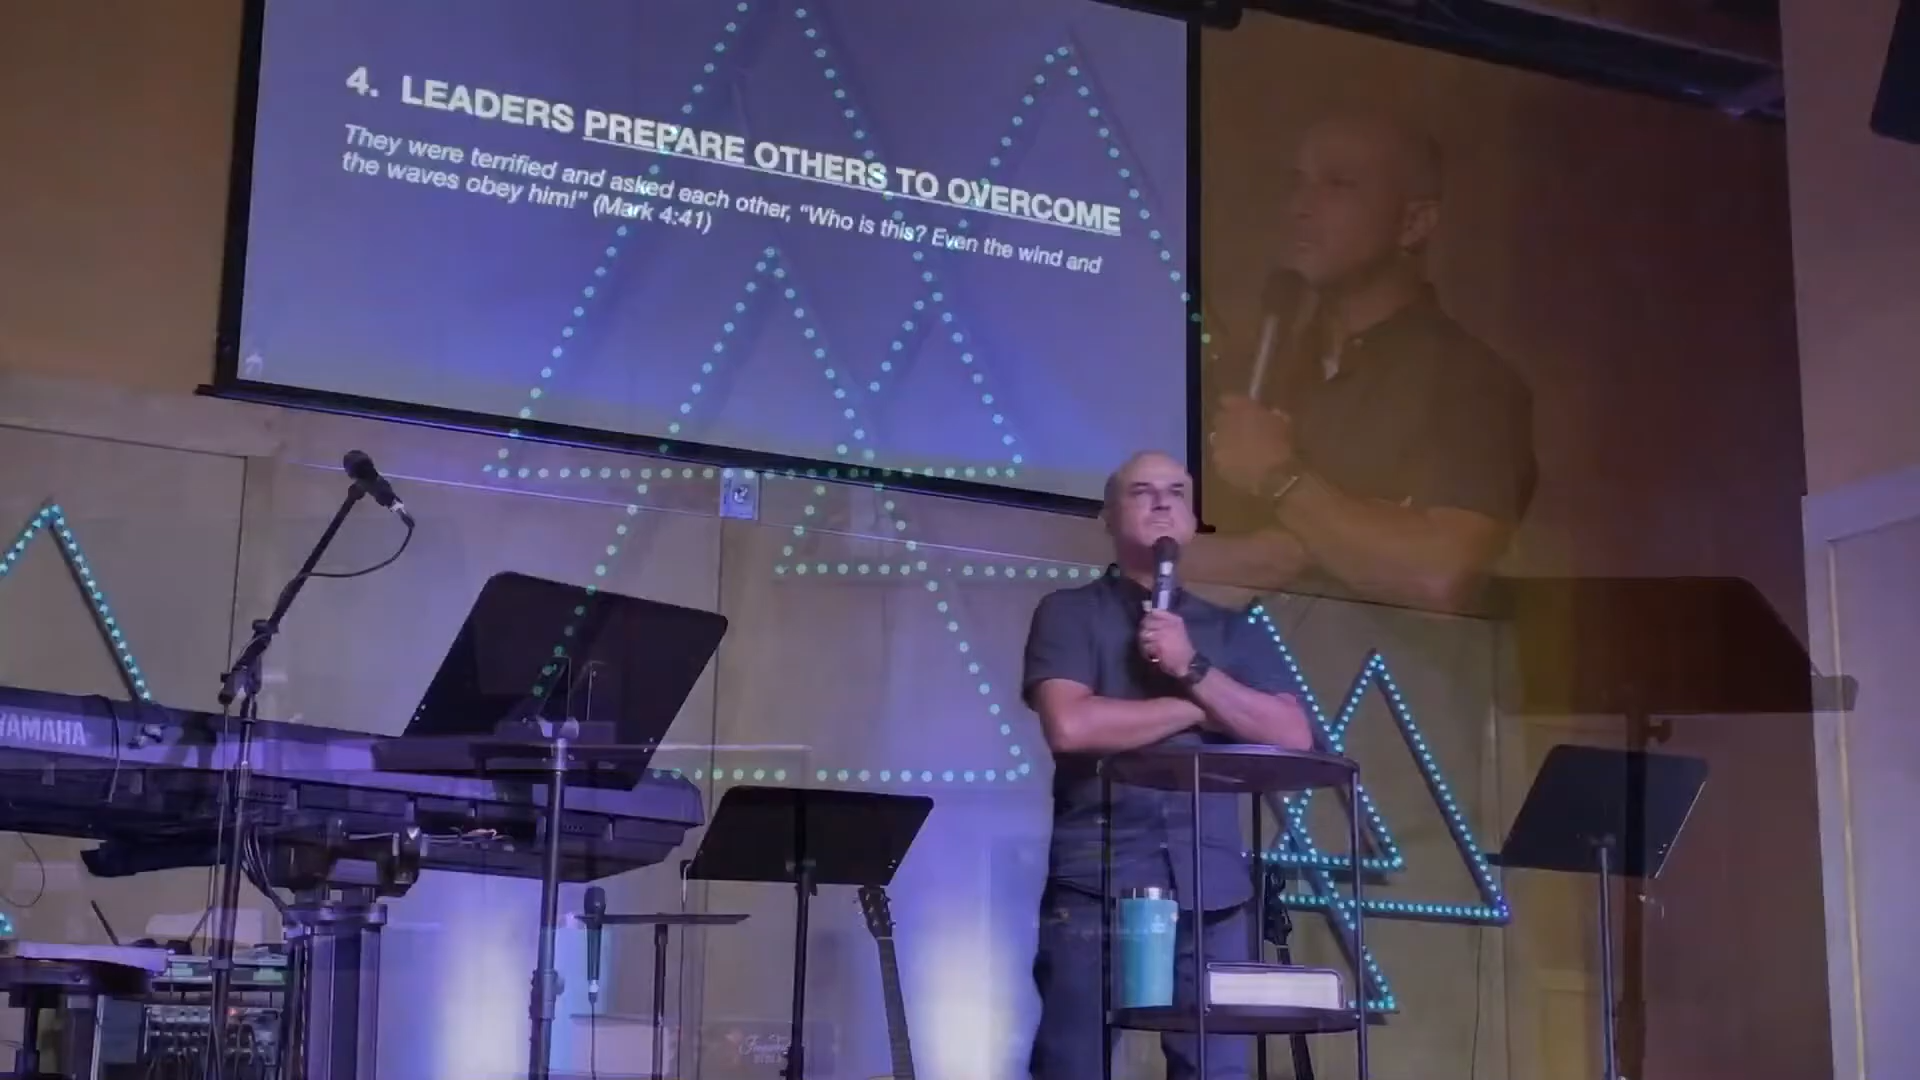 4. LEADERS PREPARE OTHERS TO OVERCOME
They were terrified and asked each other, “Who is this? Even the wind and
the waves obey him!” (Mark 4:41)
YAMAHA